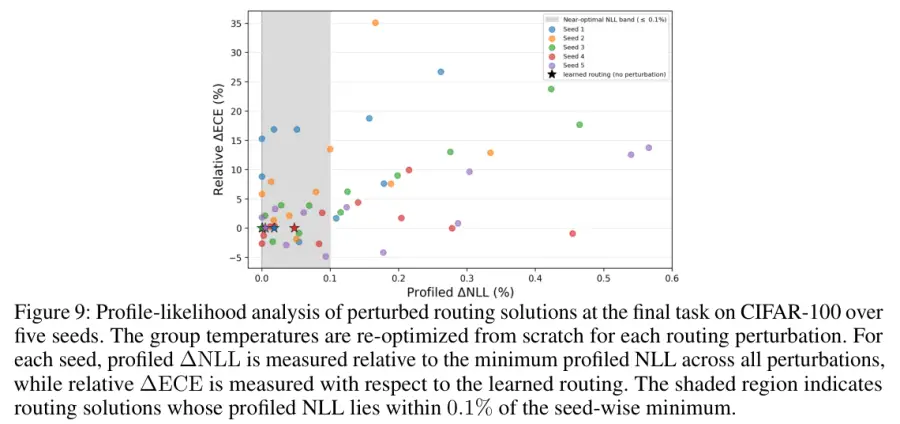 35
30
25
20
15
10
5
0
−5
Relative ΔECE (%)
Near-optimal NLL band (≤ 0.1%)
Seed 1
Seed 2
Seed 3
Seed 4
Seed 5
learned routing (no perturbation)
0.0 0.1 0.2 0.3 0.4 0.5 0.6
Profiled ΔNLL (%)
Figure 9: Profile-likelihood analysis of perturbed routing solutions at the final task on CIFAR-100 over
five seeds. The group temperatures are re-optimized from scratch for each routing perturbation. For
each seed, profiled ΔNLL is measured relative to the minimum profiled NLL across all perturbations,
while relative ΔECE is measured with respect to the learned routing. The shaded region indicates
routing solutions whose profiled NLL lies within 0.1% of the seed-wise minimum.